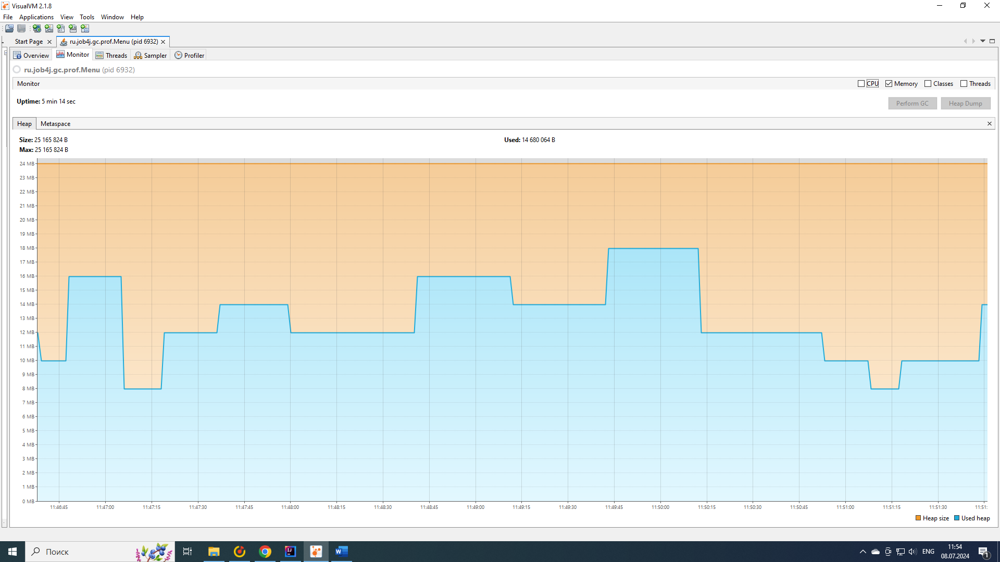 VisualVM 2.1.8
File Applications View Tools Window Help
Start Page ru.job4j.gc.prof.Menu (pid 6932)
Overview Monitor Threads Sampler Profiler
ru.job4j.gc.prof.Menu (pid 6932)
Monitor CPU Memory Classes Threads
Uptime: 5 min 14 sec
Perform GC Heap Dump
Heap Metaspace
Size: 25 165 824 B Used: 14 680 064 B
Max: 25 165 824 B
24 MB
23 MB
22 MB
21 MB
20 MB
19 MB
18 MB
17 MB
16 MB
15 MB
14 MB
13 MB
12 MB
11 MB
10 MB
9 MB
8 MB
7 MB
6 MB
5 MB
4 MB
3 MB
2 MB
1 MB
0 MB
11:46:45 11:47:00 11:47:15 11:47:30 11:47:45 11:48:00 11:48:15 11:48:30 11:48:45 11:49:00 11:49:15 11:49:30 11:49:45 11:50:00 11:50:15 11:50:30 11:50:45 11:51:00 11:51:15 11:51:30 11:51:
Heap size Used heap
Поиск ENG 11:54
08.07.2024 1